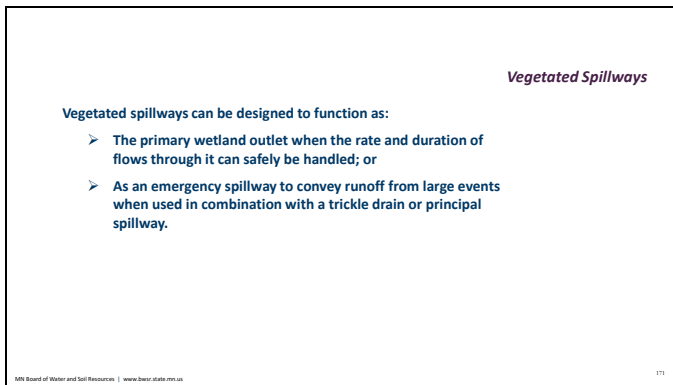 Vegetated Spillways
Vegetated spillways can be designed to function as:
➢ The primary wetland outlet when the rate and duration of
flows through it can safely be handled; or
➢ As an emergency spillway to convey runoff from large events
when used in combination with a trickle drain or principal
spillway.
MN Board of Water and Soil Resources | www.bwsr.state.mn.us
171